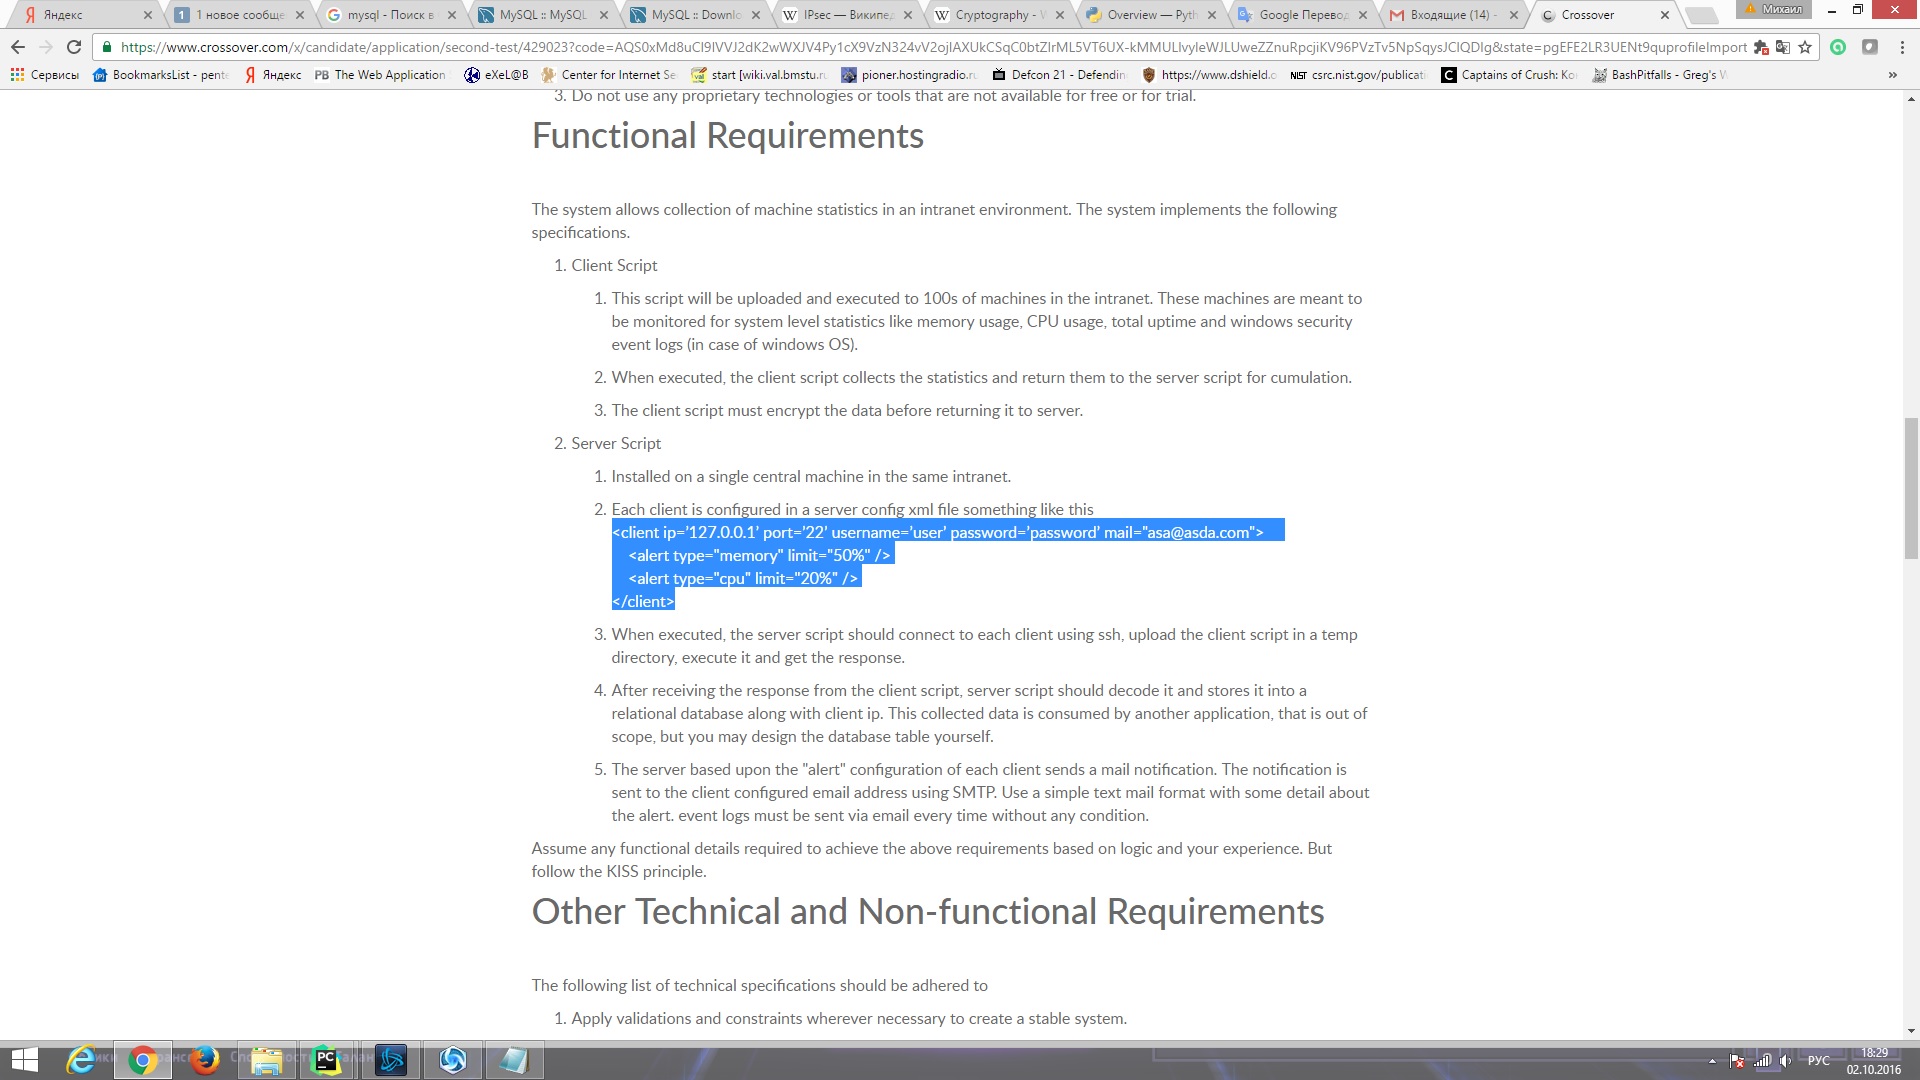 Яндекс
1 новое сообще
mysql - Поиск в
MySQL :: MySQL
MySQL :: Downlo
IPsec — Википед
Cryptography - W
Overview — Pyth
Google Перевод
Входящие (14) -
Crossover
Михаил
https://www.crossover.com/x/candidate/application/second-test/429023?code=AQS0xMd8uCI9IVVJ2dK2wWXJV4Py1cX9VzN324vV2ojIAXUkCSqC0btZIrML5VT6UX-kMMULIvyleWJLUweZZnuRpcjiKV96PVzTv5NpSqysJCIQDIg&state=pgEFE2LR3UENt9quprofileImport
Сервисы
BookmarksList - pente
Яндекс
PB The Web Application
eXeL@B
Center for Internet Se
start [wiki.val.bmstu.ru
pioner.hostingradio.ru
Defcon 21 - Defendin
https://www.dshield.o
NIST csrc.nist.gov/publicati
Captains of Crush: Ко
BashPitfalls - Greg's W
»
3. Do not use any proprietary technologies or tools that are not available for free or for trial.
Functional Requirements
The system allows collection of machine statistics in an intranet environment. The system implements the following
specifications.
1. Client Script
1. This script will be uploaded and executed to 100s of machines in the intranet. These machines are meant to
be monitored for system level statistics like memory usage, CPU usage, total uptime and windows security
event logs (in case of windows OS).
2. When executed, the client script collects the statistics and return them to the server script for cumulation.
3. The client script must encrypt the data before returning it to server.
2. Server Script
1. Installed on a single central machine in the same intranet.
2. Each client is configured in a server config xml file something like this
<client ip='127.0.0.1' port='22' username='user' password='password' mail="asa@asda.com">
<alert type="memory" limit="50%" />
<alert type="cpu" limit="20%" />
</client>
3. When executed, the server script should connect to each client using ssh, upload the client script in a temp
directory, execute it and get the response.
4. After receiving the response from the client script, server script should decode it and stores it into a
relational database along with client ip. This collected data is consumed by another application, that is out of
scope, but you may design the database table yourself.
5. The server based upon the "alert" configuration of each client sends a mail notification. The notification is
sent to the client configured email address using SMTP. Use a simple text mail format with some detail about
the alert. event logs must be sent via email every time without any condition.
Assume any functional details required to achieve the above requirements based on logic and your experience. But
follow the KISS principle.
Other Technical and Non-functional Requirements
The following list of technical specifications should be adhered to
1. Apply validations and constraints wherever necessary to create a stable system.
PC
РУС
18:29
02.10.2016